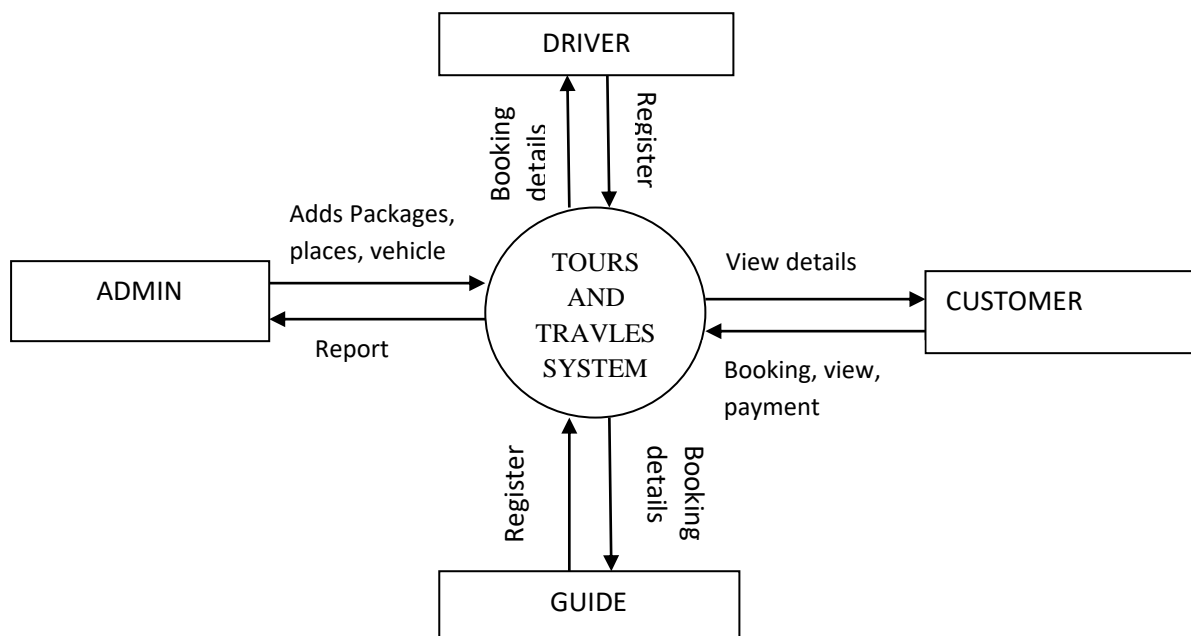 DRIVER
Booking
details
Register
Adds Packages,
places, vehicle
ADMIN
Report
TOURS
AND
TRAVLES
SYSTEM
View details
CUSTOMER
Booking, view,
payment
Register
Booking
details
GUIDE